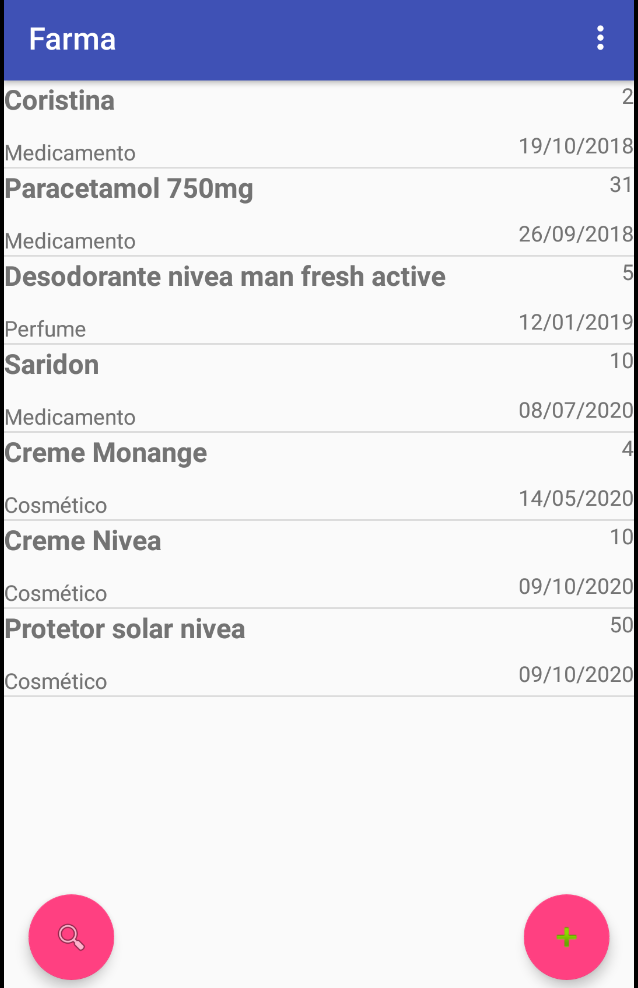 Farma
Coristina 2
Medicamento 19/10/2018
Paracetamol 750mg 31
Medicamento 26/09/2018
Desodorante nivea man fresh active 5
Perfume 12/01/2019
Saridon 10
Medicamento 08/07/2020
Creme Monange 4
Cosmético 14/05/2020
Creme Nivea 10
Cosmético 09/10/2020
Protetor solar nivea 50
Cosmético 09/10/2020